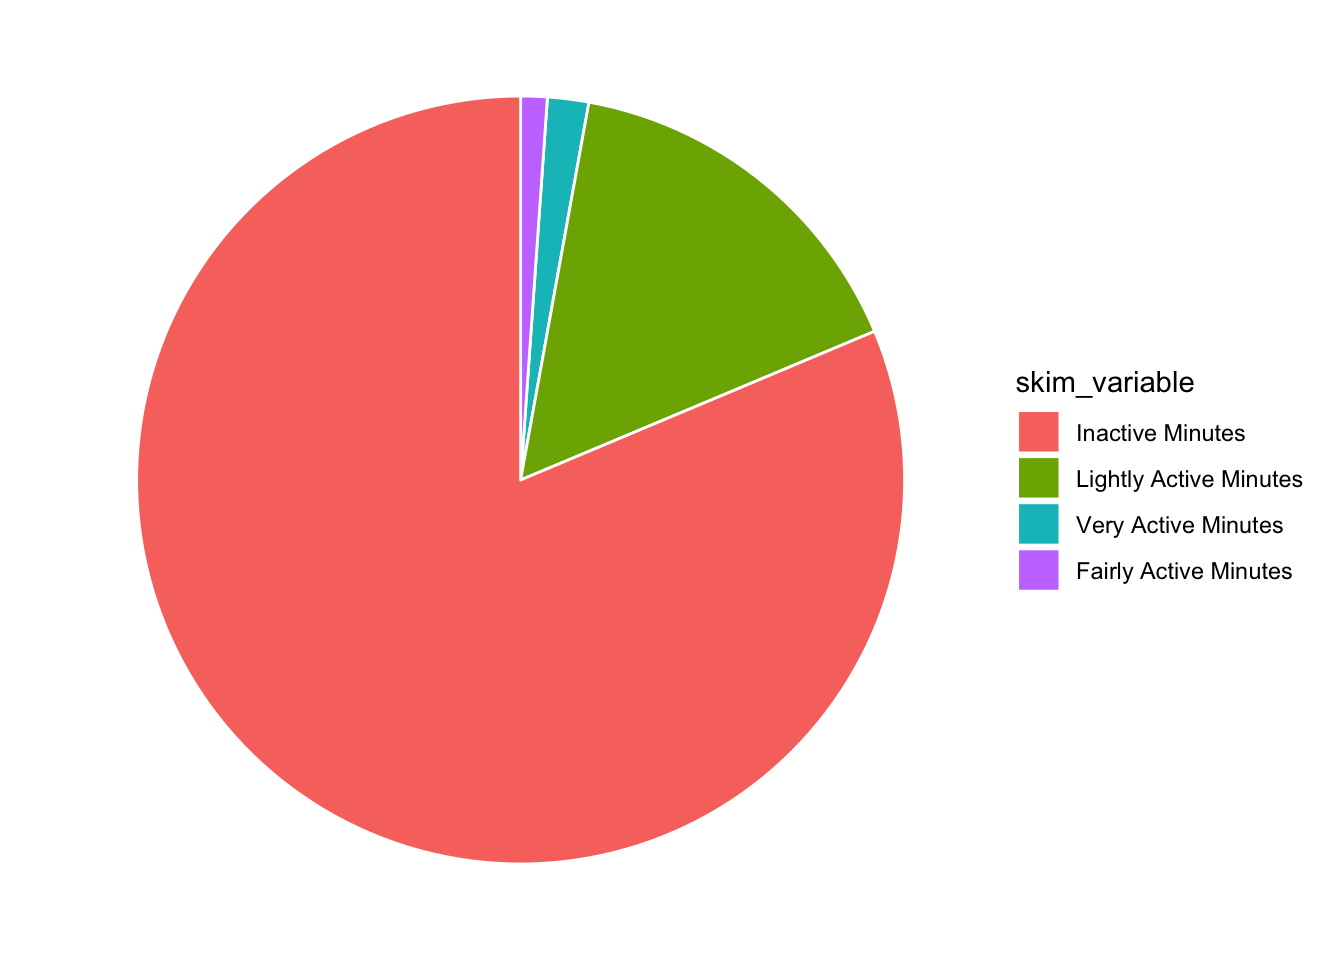 skim_variable
Inactive Minutes
Lightly Active Minutes
Very Active Minutes
Fairly Active Minutes